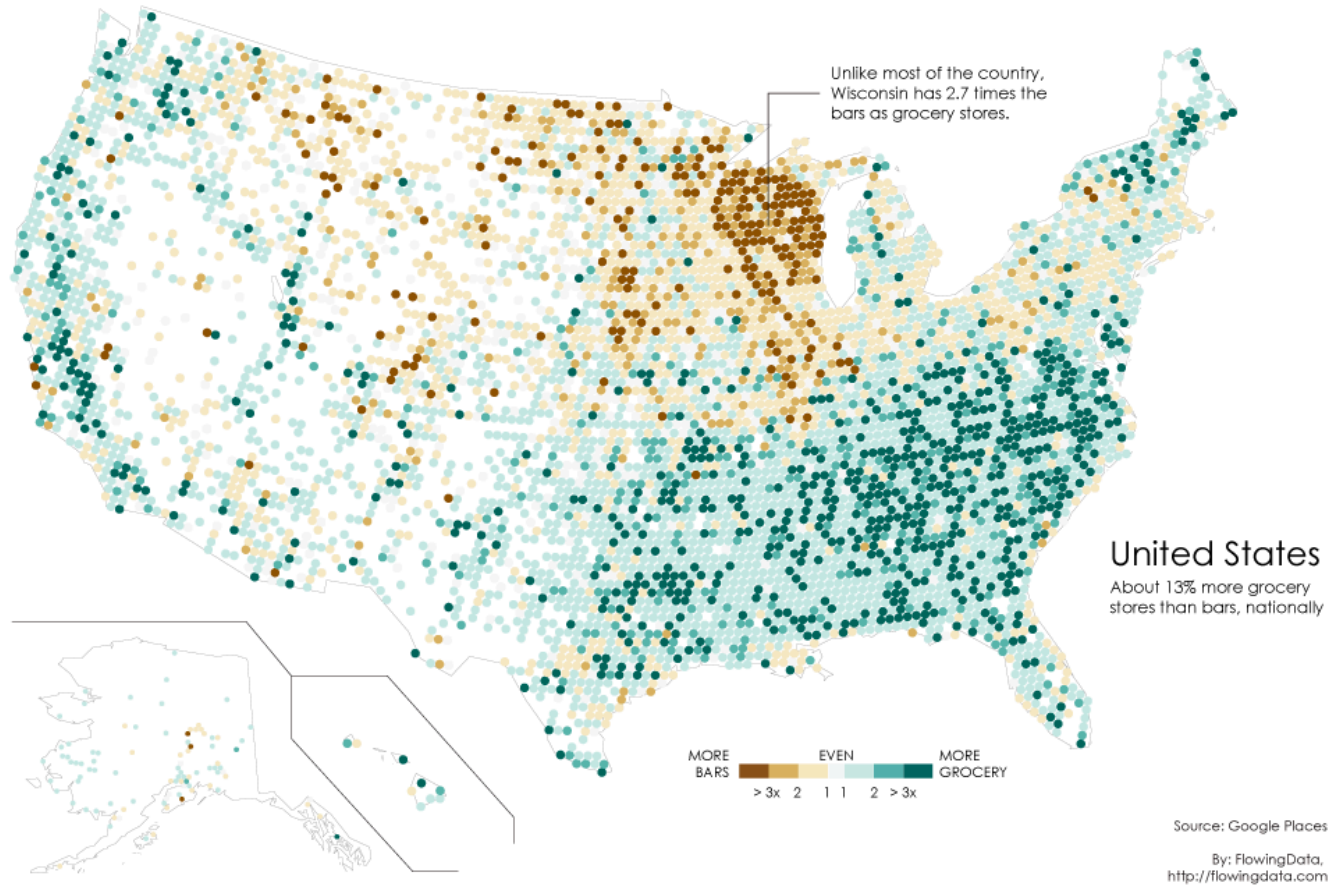 Unlike most of the country,
Wisconsin has 2.7 times the
bars as grocery stores.
United States
About 13% more grocery
stores than bars, nationally
MORE BARS
EVEN
MORE GROCERY
> 3x 2 1 1 2 > 3x
Source: Google Places
By: FlowingData,
http://flowingdata.com